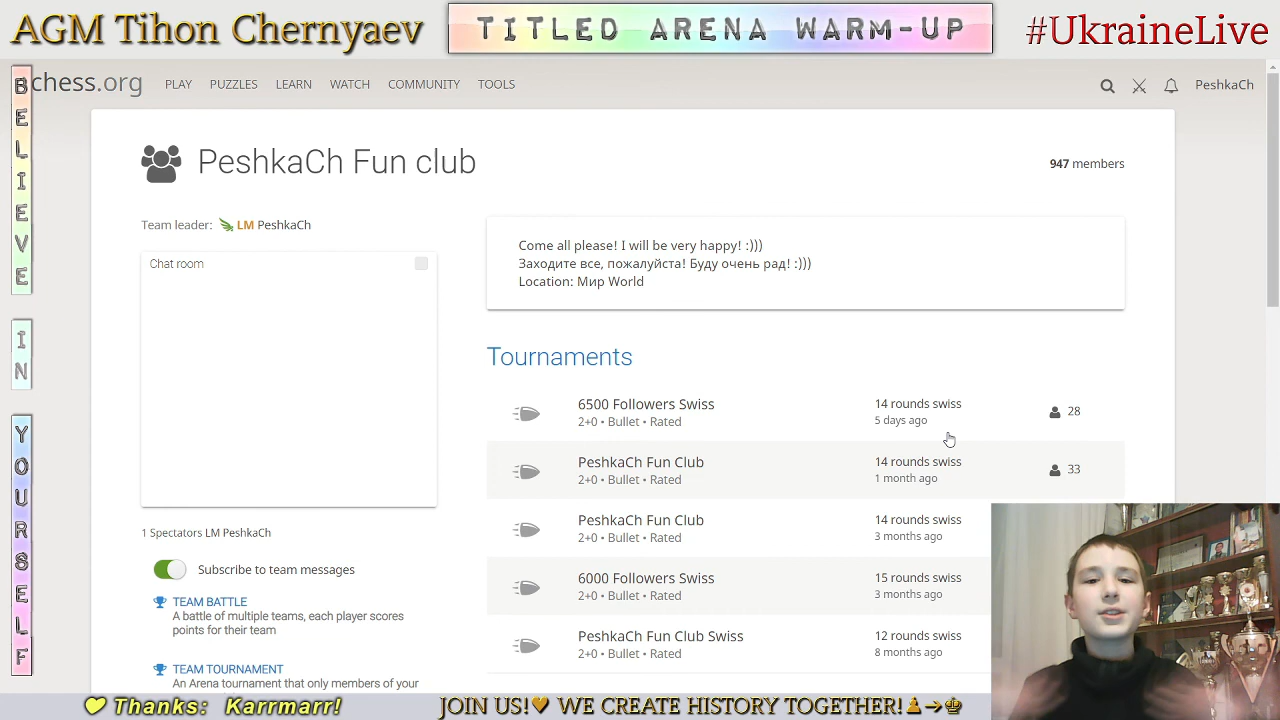 AGM Tihon Chernyaev
TITLED ARENA WARM-UP
#UkraineLive
BELIEVE
IN
YOURSELF
chess.org
PLAY PUZZLES LEARN WATCH COMMUNITY TOOLS
PeshkaCh
PeshkaCh Fun club
947 members
Team leader: LM PeshkaCh
Chat room
Come all please! I will be very happy! :)))
Заходите все, пожалуйста! Буду очень рад! :)))
Location: Мир World
Tournaments
6500 Followers Swiss 14 rounds swiss 28
2+0 • Bullet • Rated 5 days ago
PeshkaCh Fun Club 14 rounds swiss 33
2+0 • Bullet • Rated 1 month ago
PeshkaCh Fun Club 14 rounds swiss
2+0 • Bullet • Rated 3 months ago
6000 Followers Swiss 15 rounds swiss
2+0 • Bullet • Rated 3 months ago
PeshkaCh Fun Club Swiss 12 rounds swiss
2+0 • Bullet • Rated 8 months ago
1 Spectators LM PeshkaCh
Subscribe to team messages
TEAM BATTLE
A battle of multiple teams, each player scores
points for their team
TEAM TOURNAMENT
An Arena tournament that only members of your
Thanks: Karrmarr!
JOIN US! WE CREATE HISTORY TOGETHER!